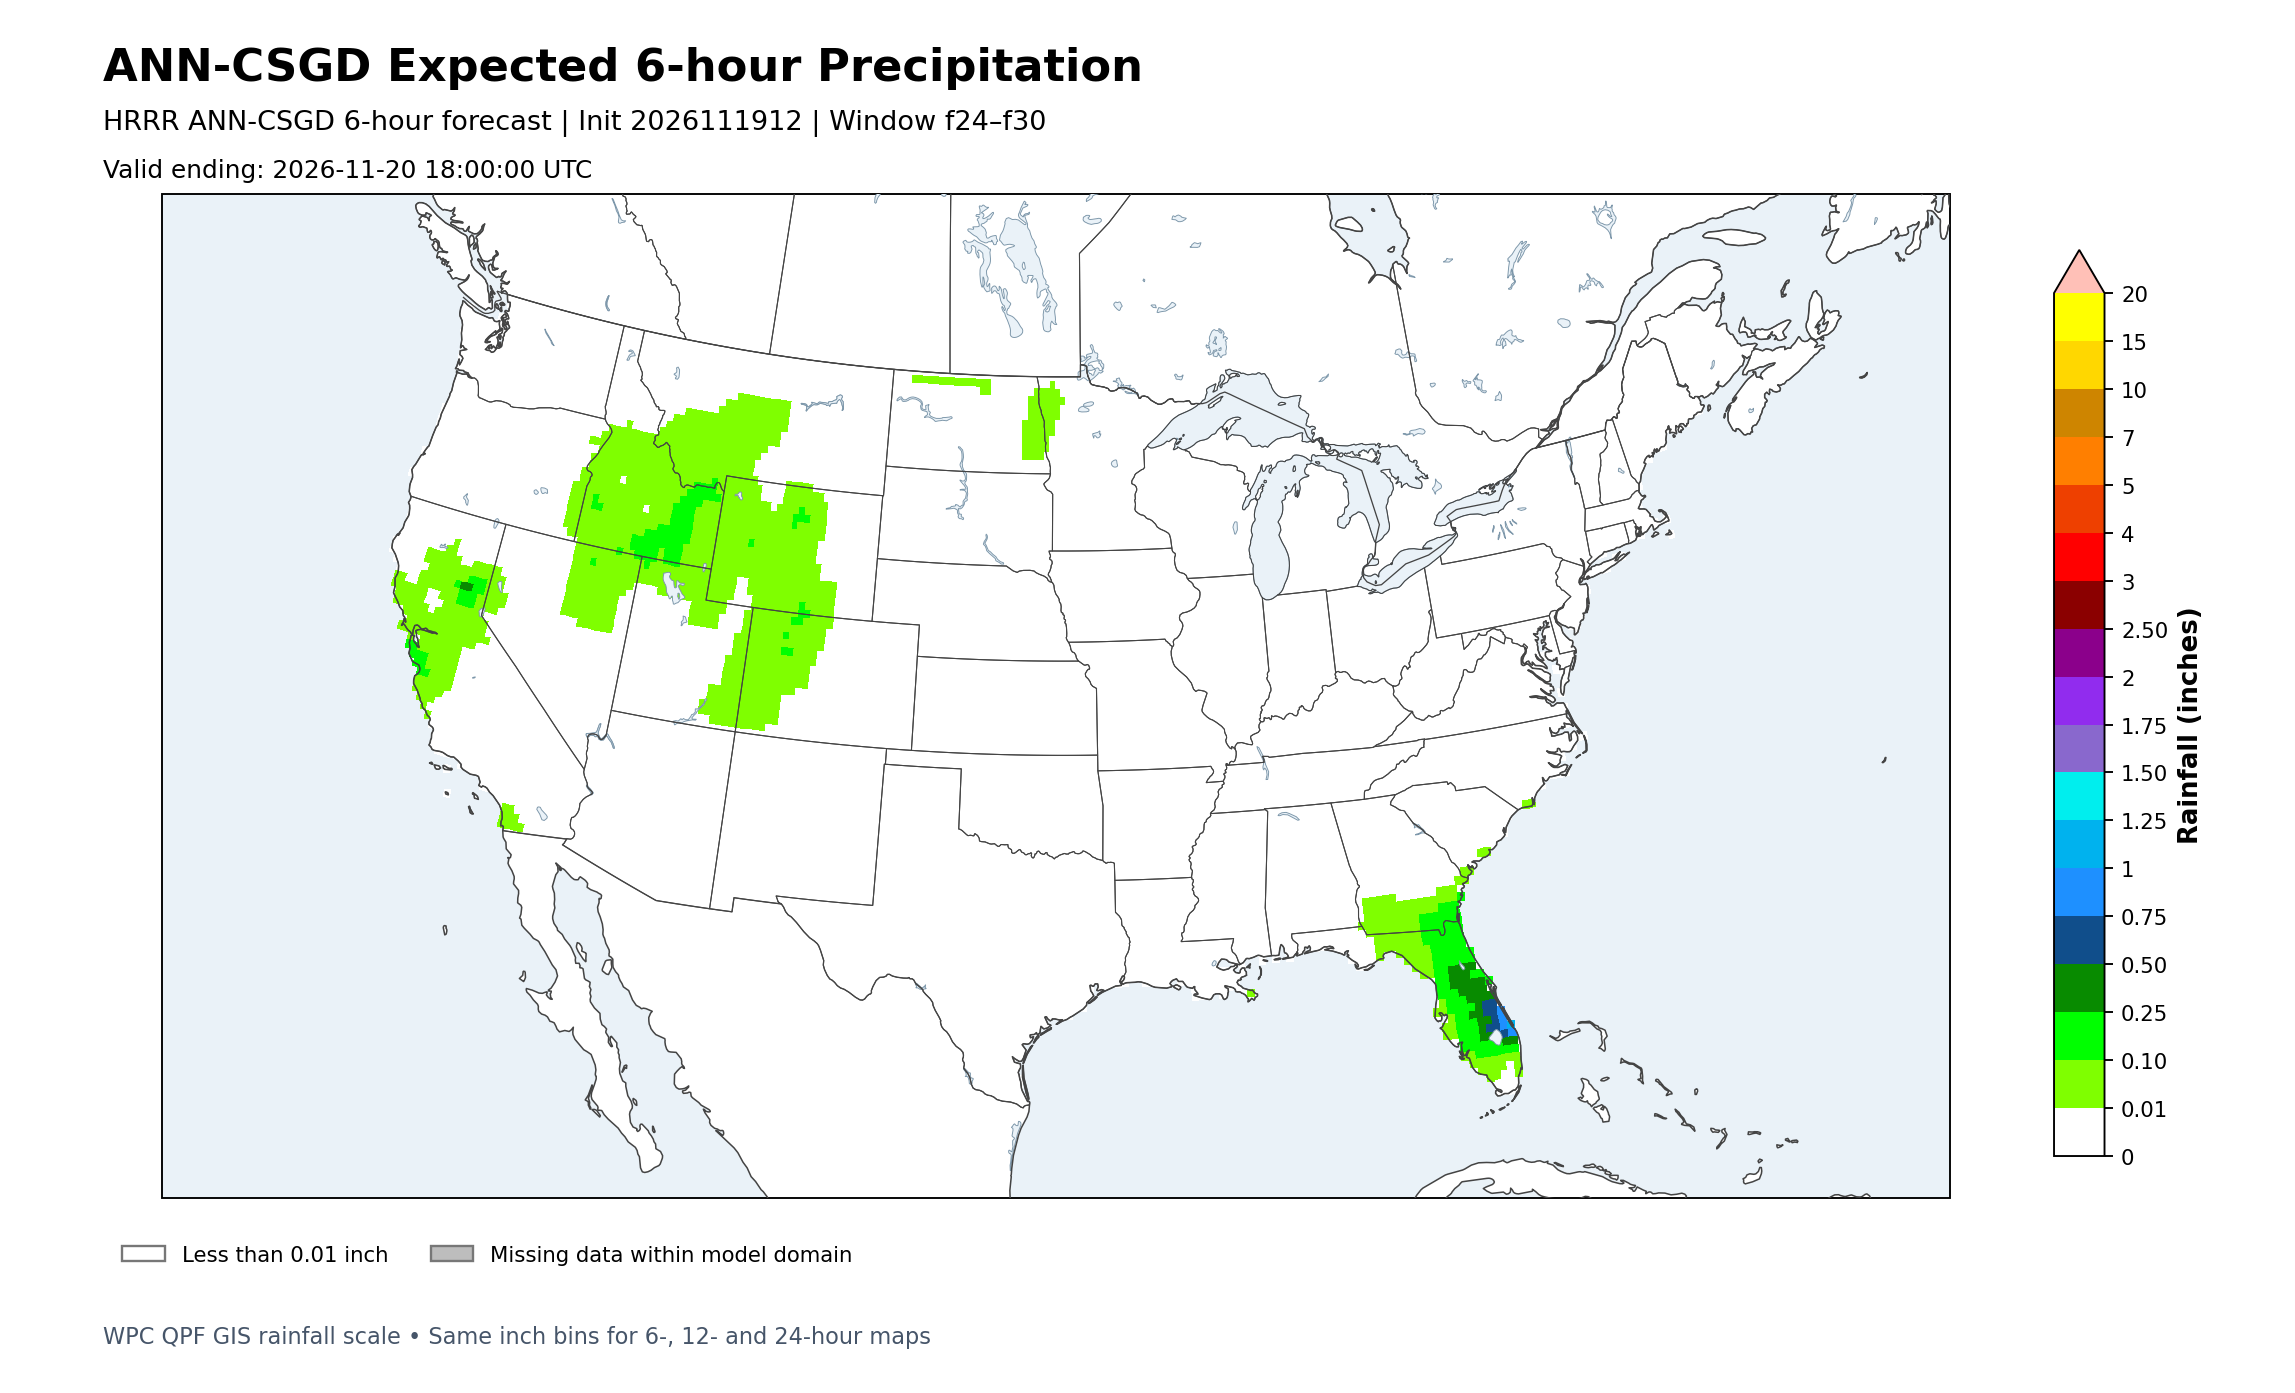 ANN-CSGD Expected 6-hour Precipitation
HRRR ANN-CSGD 6-hour forecast | Init 2026111912 | Window f24–f30
Valid ending: 2026-11-20 18:00:00 UTC
20
15
10
7
5
4
3
2.50
2
1.75
1.50
1.25
1
0.75
0.50
0.25
0.10
0.01
0
Rainfall (inches)
Less than 0.01 inch
Missing data within model domain
WPC QPF GIS rainfall scale • Same inch bins for 6-, 12- and 24-hour maps